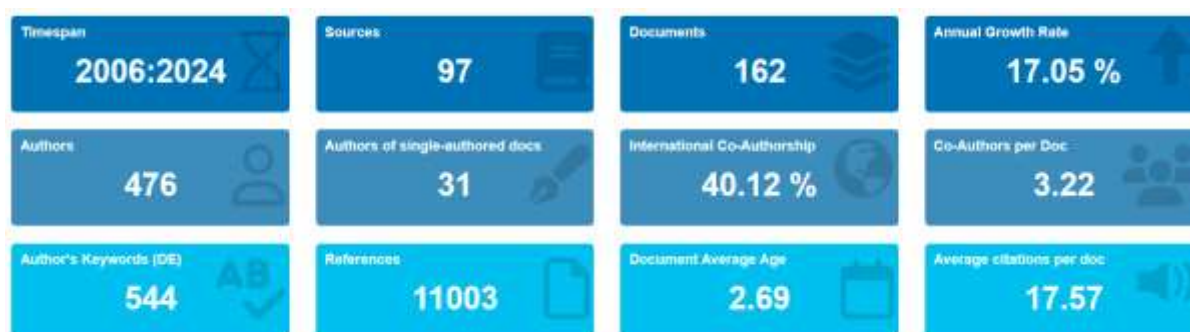 Timespan
2006:2024
Sources
97
Documents
162
Annual Growth Rate
17.05 %
Authors
476
Authors of single-authored docs
31
International Co-Authorship
40.12 %
Co-Authors per Doc
3.22
Author's Keywords (DE)
544
AB
References
11003
Document Average Age
2.69
Average citations per doc
17.57